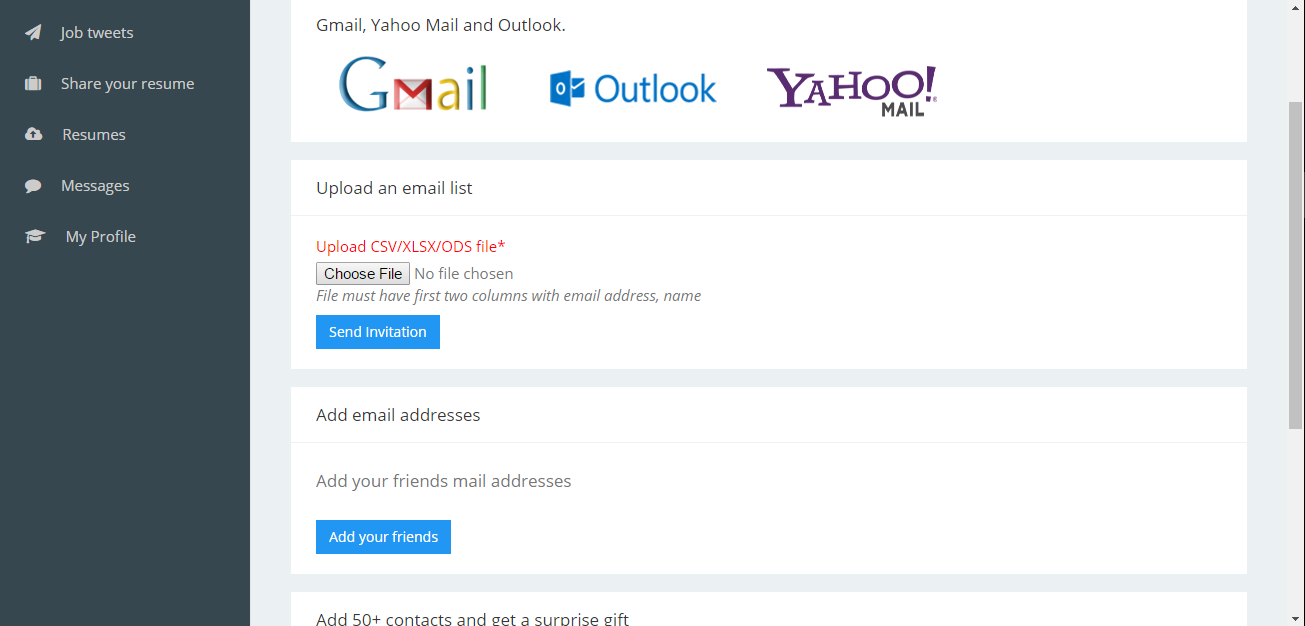 Job tweets
Share your resume
Resumes
Messages
My Profile
Gmail, Yahoo Mail and Outlook.
Gmail
Outlook
YAHOO!
MAIL
Upload an email list
Upload CSV/XLSX/ODS file*
Choose File No file chosen
File must have first two columns with email address, name
Send Invitation
Add email addresses
Add your friends mail addresses
Add your friends
Add 50+ contacts and get a surprise gift